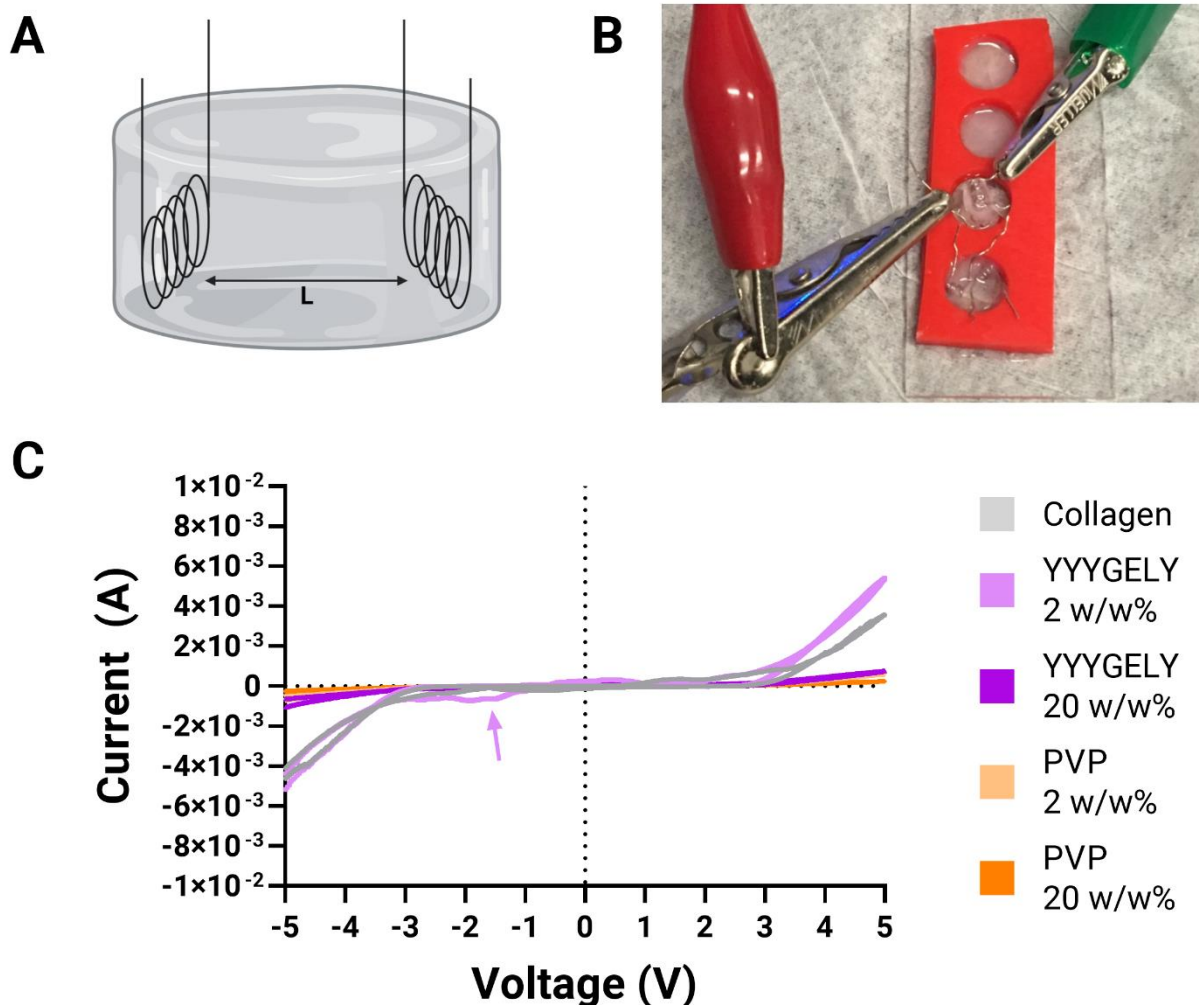 A
B
L
MUELLER
C
1×10⁻²
8×10⁻³
6×10⁻³
4×10⁻³
2×10⁻³
0
-2×10⁻³
-4×10⁻³
-6×10⁻³
-8×10⁻³
-1×10⁻²
Current (A)
-5 -4 -3 -2 -1 0 1 2 3 4 5
Voltage (V)
Collagen
YYYGELY
2 w/w%
YYYGELY
20 w/w%
PVP
2 w/w%
PVP
20 w/w%